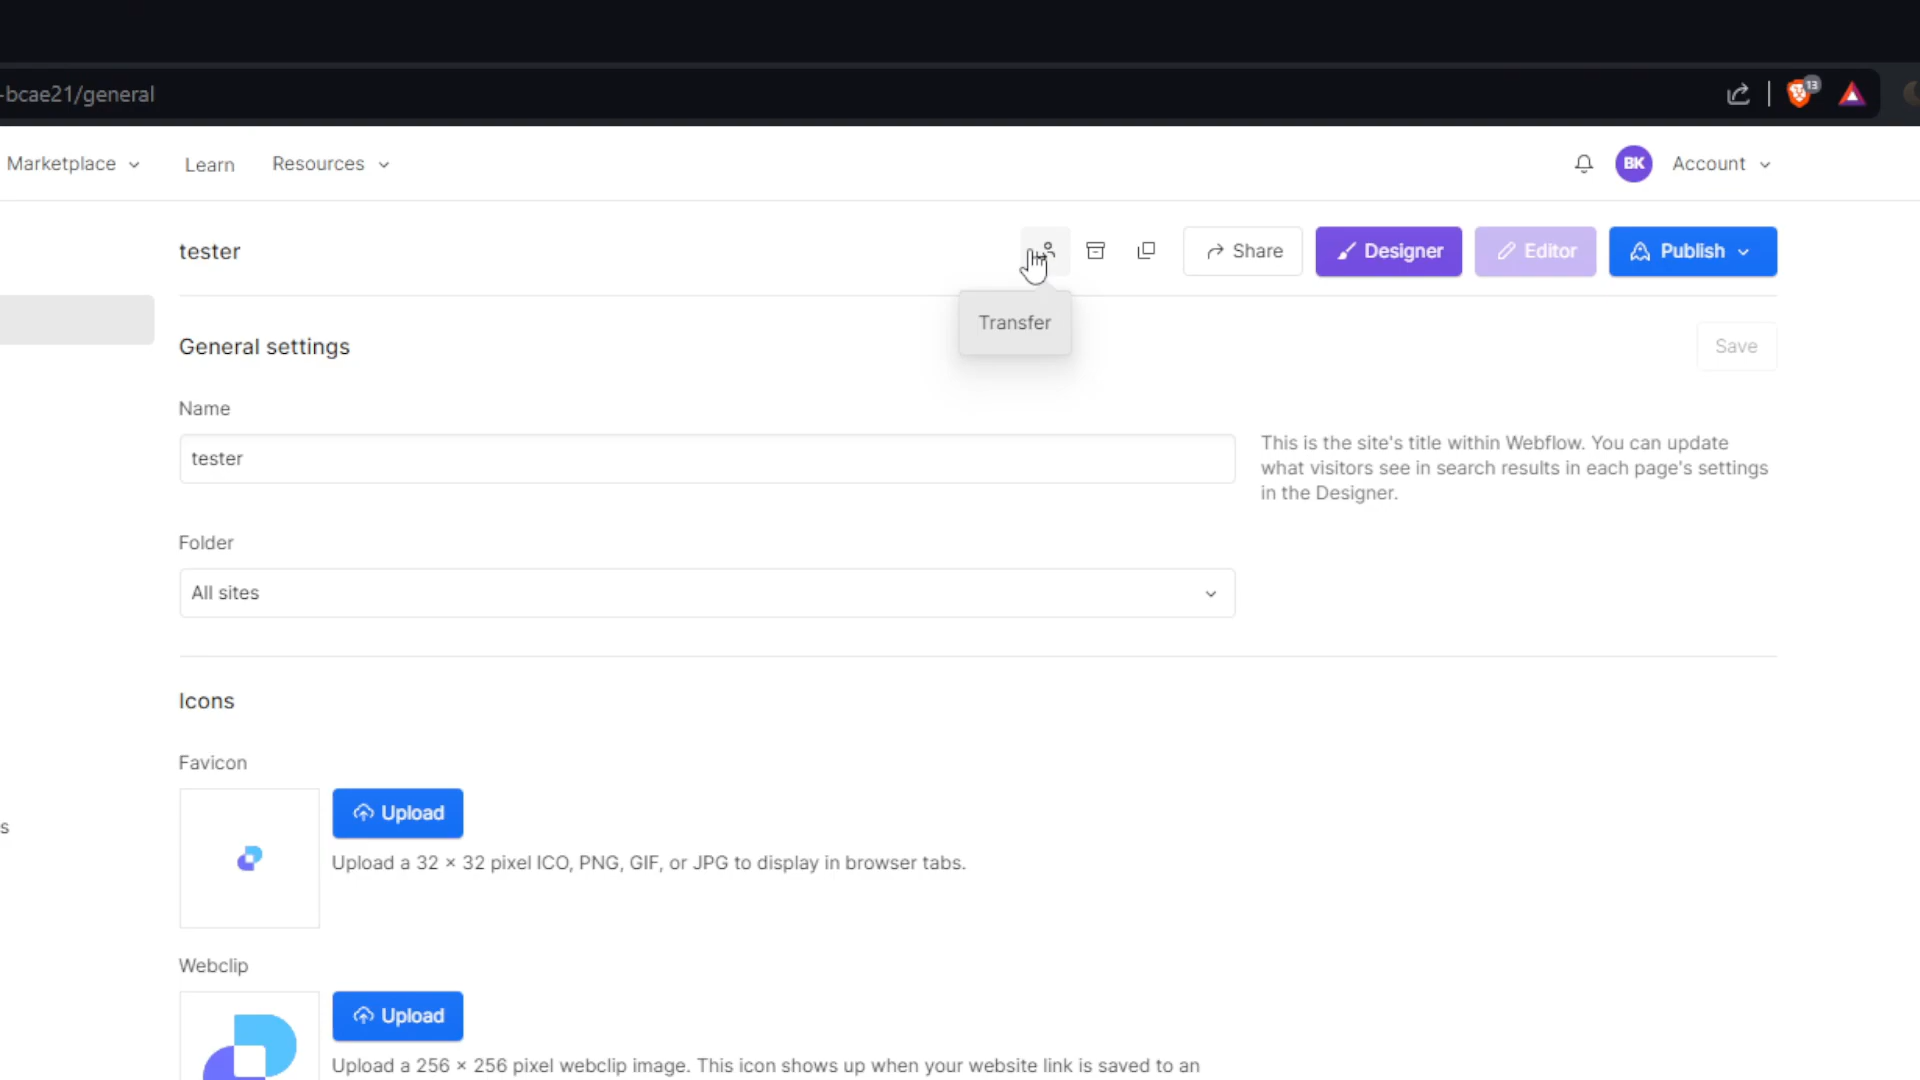 -bcae21/general
13
Marketplace
Learn
Resources
BK
Account
tester
Share
Designer
Editor
Publish
Transfer
General settings
Save
Name
tester
This is the site's title within Webflow. You can update
what visitors see in search results in each page's settings
in the Designer.
Folder
All sites
Icons
Favicon
Upload
Upload a 32 × 32 pixel ICO, PNG, GIF, or JPG to display in browser tabs.
s
Webclip
Upload
Upload a 256 × 256 pixel webclip image. This icon shows up when your website link is saved to an